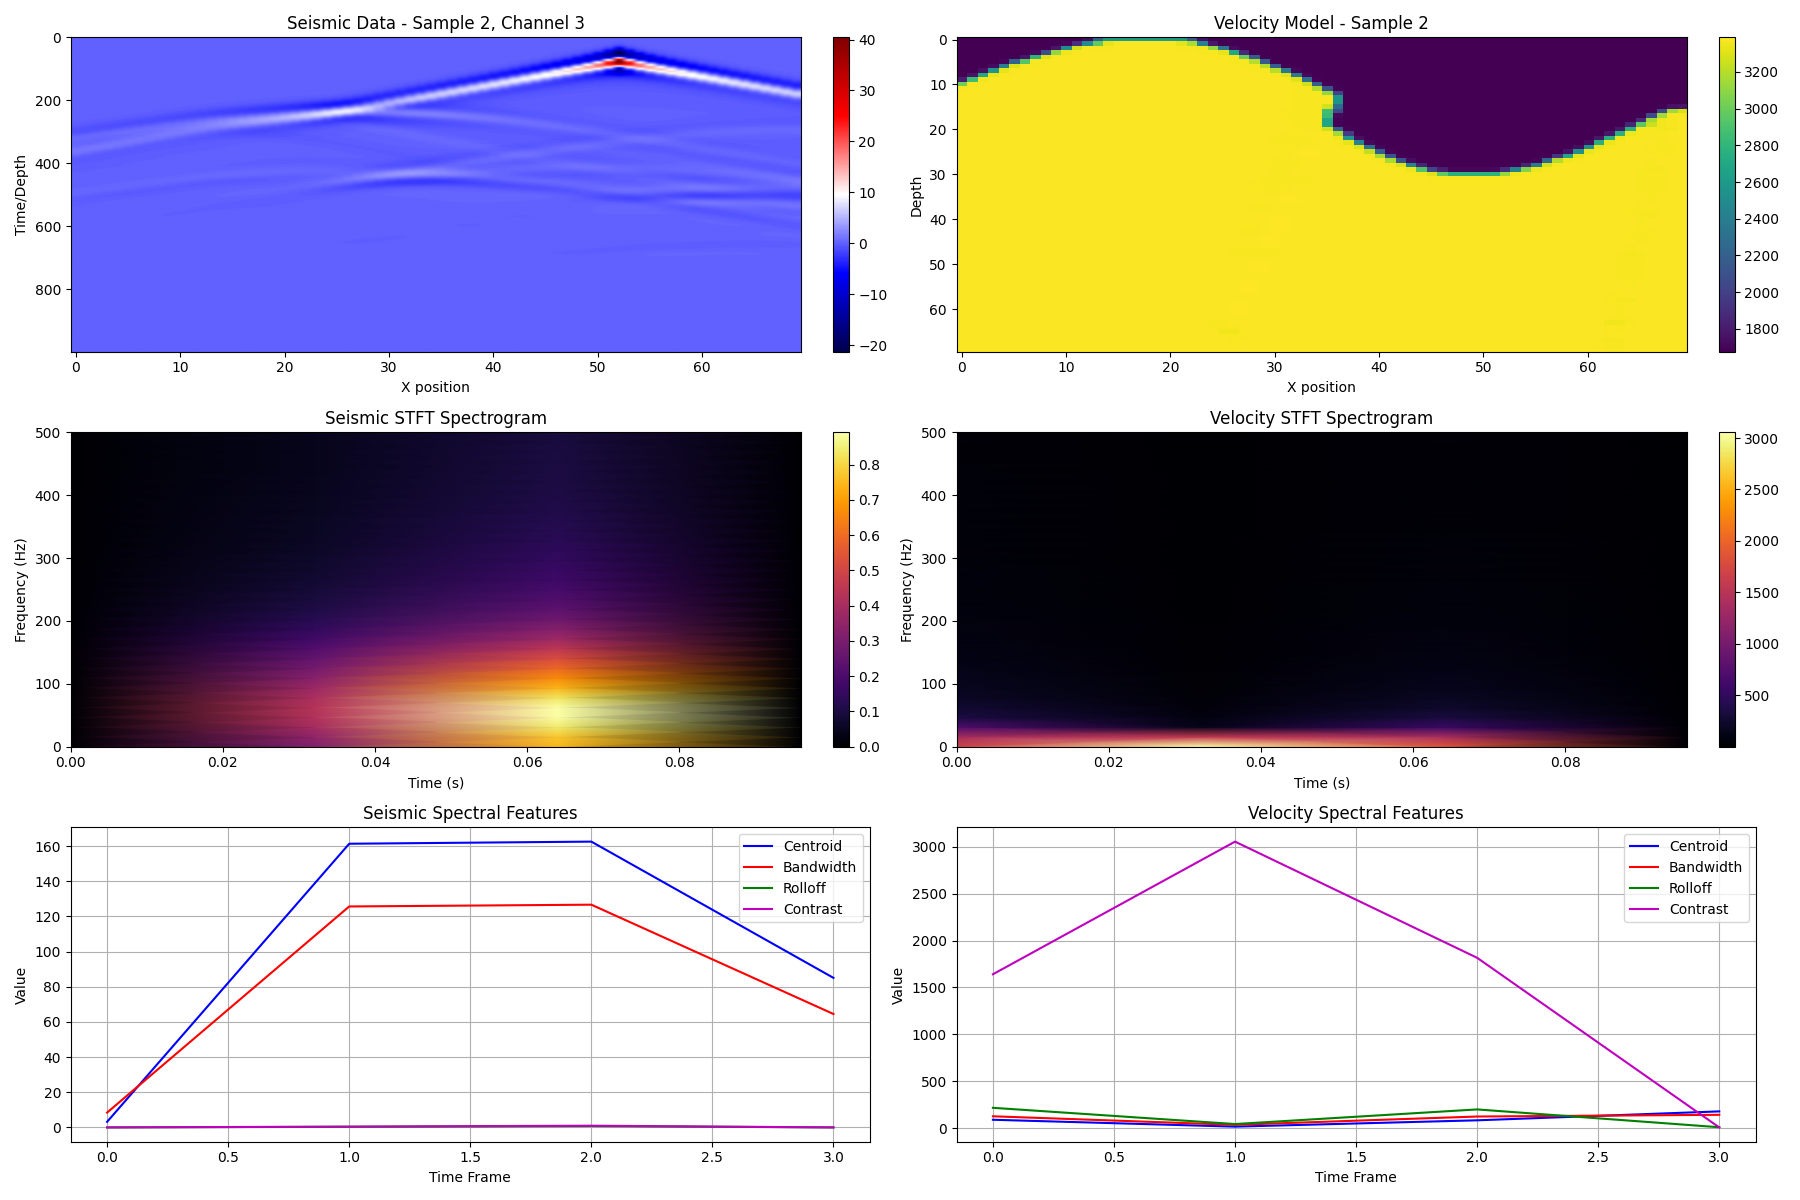 Seismic Data - Sample 2, Channel 3
0
200
400
600
800
Time/Depth
0 10 20 30 40 50 60
X position
40
30
20
10
0
−10
−20
Velocity Model - Sample 2
0
10
20
30
40
50
60
Depth
0 10 20 30 40 50 60
X position
3200
3000
2800
2600
2400
2200
2000
1800
Seismic STFT Spectrogram
500
400
300
200
100
0
Frequency (Hz)
0.00 0.02 0.04 0.06 0.08
Time (s)
0.8
0.7
0.6
0.5
0.4
0.3
0.2
0.1
0.0
Velocity STFT Spectrogram
500
400
300
200
100
0
Frequency (Hz)
0.00 0.02 0.04 0.06 0.08
Time (s)
3000
2500
2000
1500
1000
500
Seismic Spectral Features
160
140
120
100
80
60
40
20
0
Value
Centroid
Bandwidth
Rolloff
Contrast
0.0 0.5 1.0 1.5 2.0 2.5 3.0
Time Frame
Velocity Spectral Features
3000
2500
2000
1500
1000
500
0
Value
Centroid
Bandwidth
Rolloff
Contrast
0.0 0.5 1.0 1.5 2.0 2.5 3.0
Time Frame